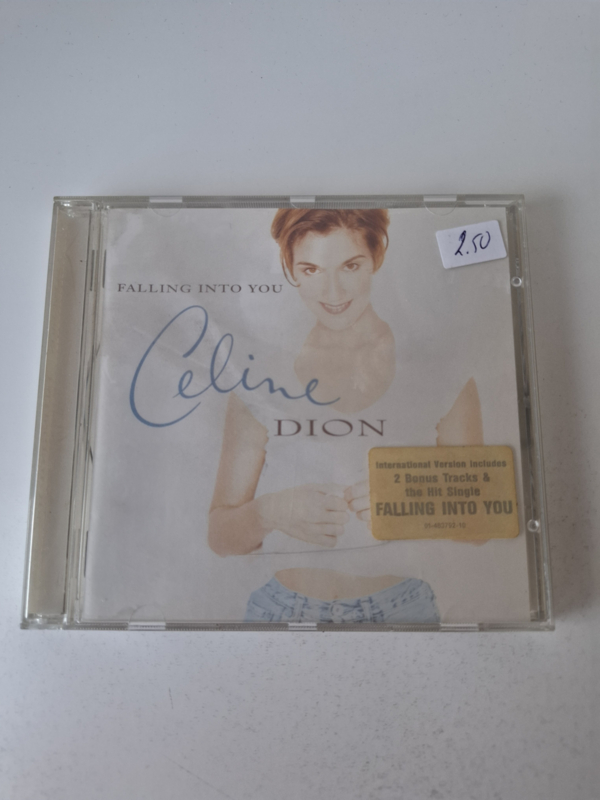 2.50
FALLING INTO YOU
Celine
DION
International Version includes
2 Bonus Tracks &
the Hit Single
FALLING INTO YOU